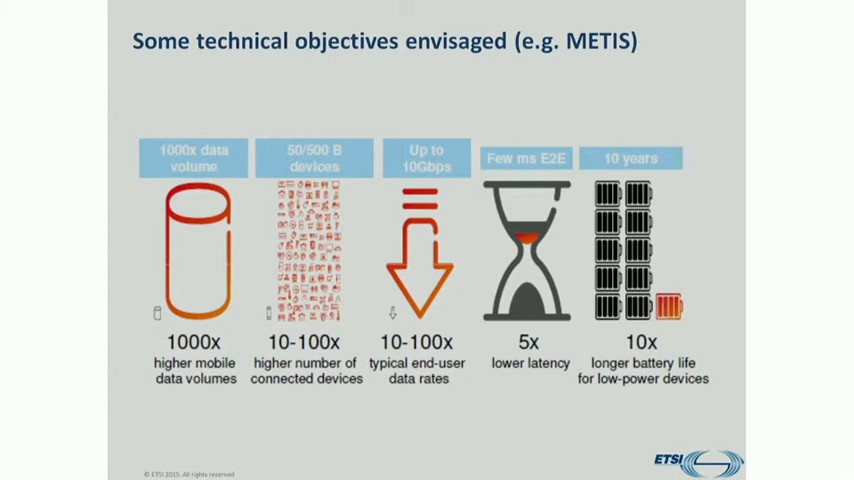 Some technical objectives envisaged (e.g. METIS)
1000x data
volume
50/500 B
devices
Up to
10Gbps
Few ms E2E
10 years
1000x
higher mobile
data volumes
10-100x
higher number of
connected devices
10-100x
typical end-user
data rates
5x
lower latency
10x
longer battery life
for low-power devices
© ETSI 2015. All rights reserved
ETSI